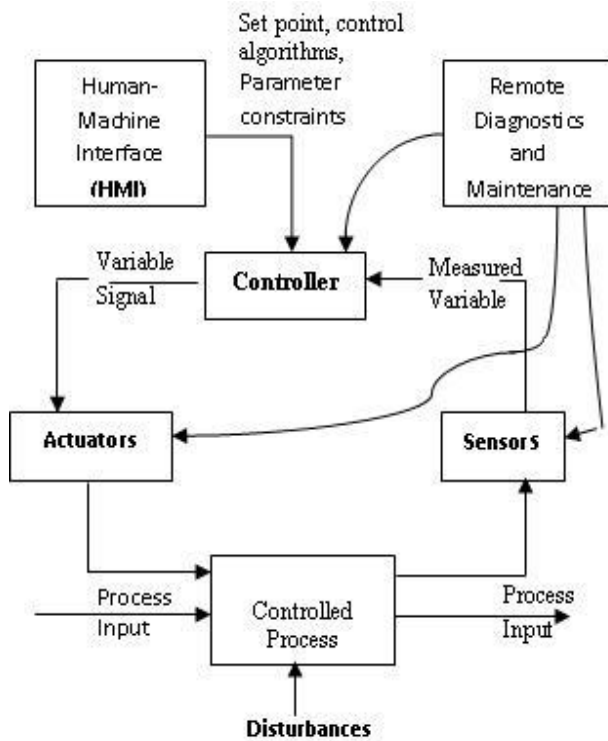 Set point, control
algorithms,
Parameter
constraints
Human-
Machine
Interface
(HMI)
Remote
Diagnostics
and
Maintenance
Variable
Signal
Controller
Measured
Variable
Actuators
Sensors
Process
Input
Controlled
Process
Process
Input
Disturbances